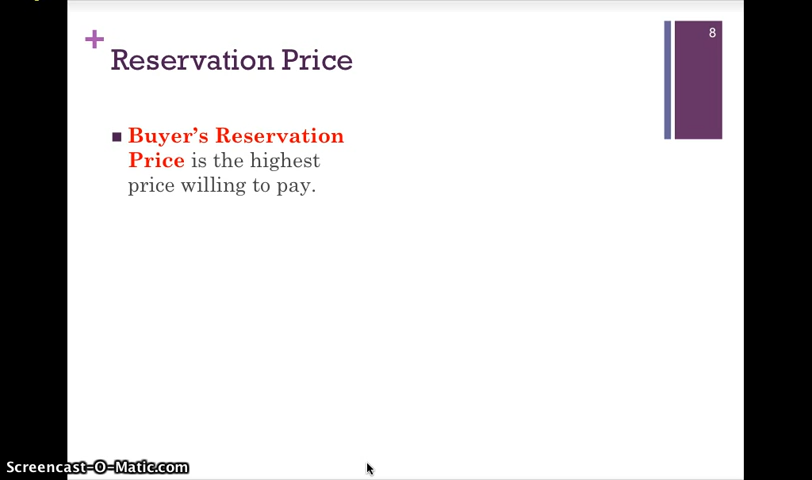 8
+
Reservation Price
Buyer's Reservation
Price is the highest
price willing to pay.
Screencast-O-Matic.com